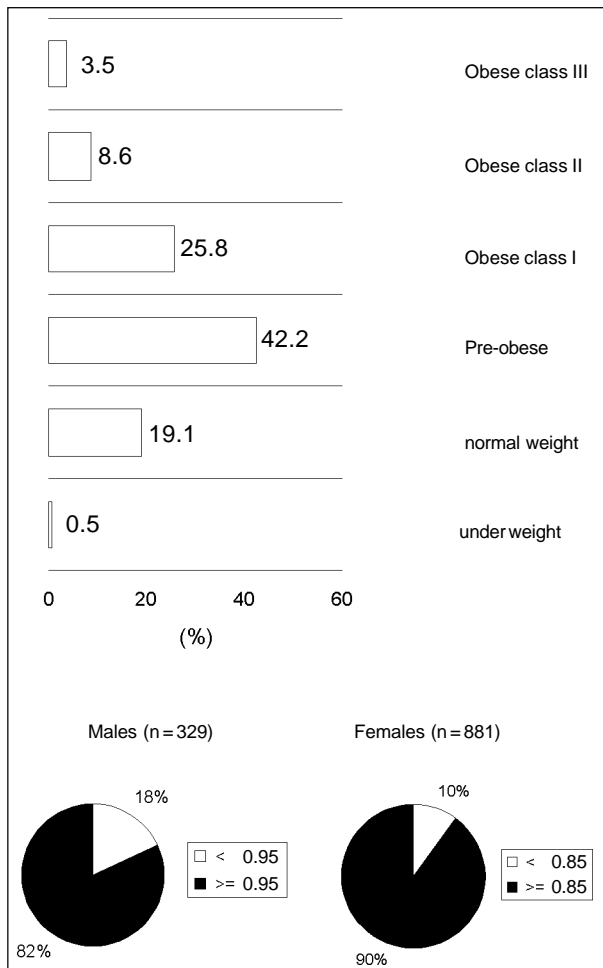 3.5 Obese class III
8.6 Obese class II
25.8 Obese class I
42.2 Pre-obese
19.1 normal weight
0.5 under weight
0 20 40 60
(%)
Males (n = 329) Females (n = 881)
18% 10%
< 0.95 < 0.85
>= 0.95 >= 0.85
82% 90%